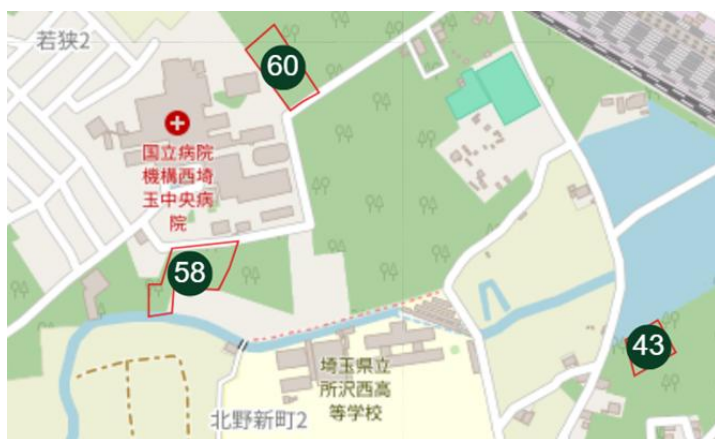 若狭2
60
国立病院
機構西埼
玉中央病
院
58
43
埼玉県立
所沢西高
等学校
北野新町2